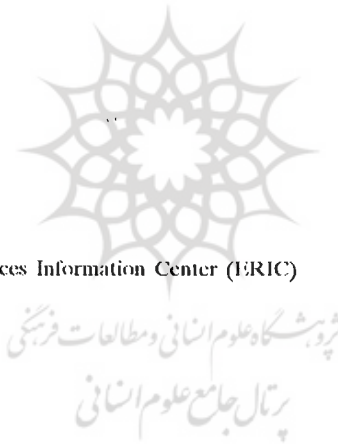 ces Information Center (ERIC)
پژوهشگاه علوم انسانی و مطالعات فرهنگی
پرتال جامع علوم انسانی